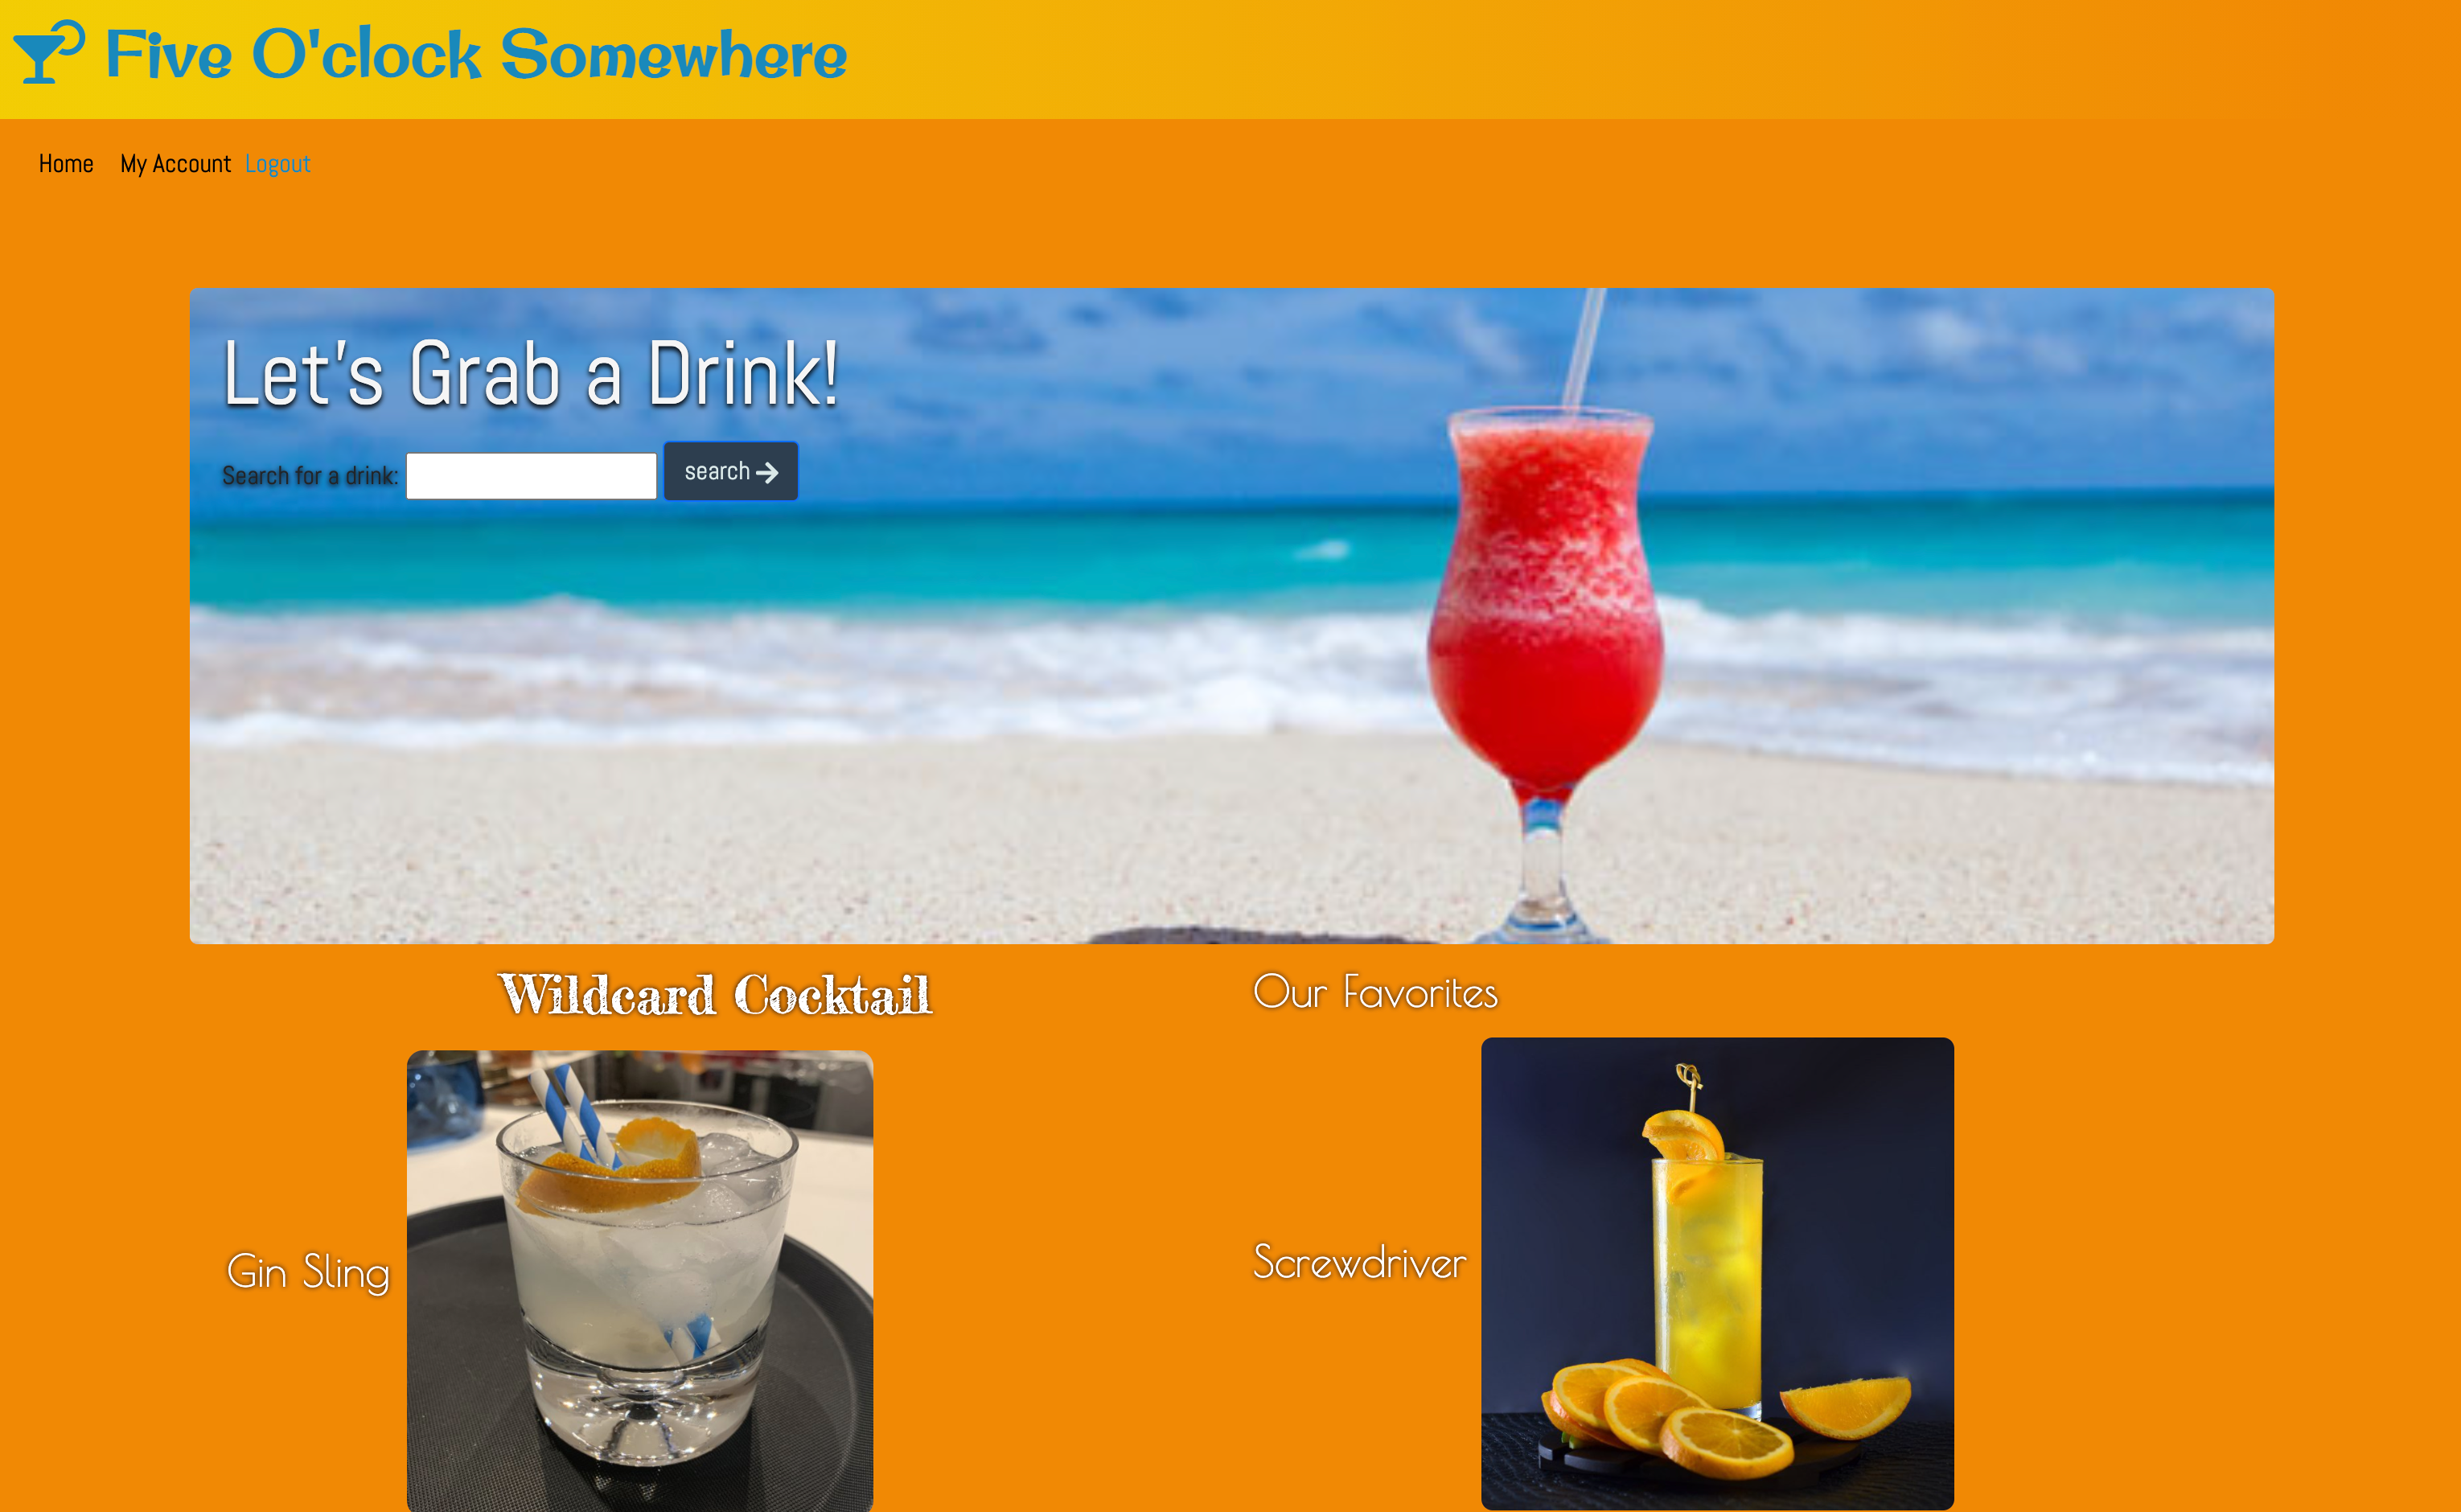 Five O'clock Somewhere
Home My Account Logout
Let's Grab a Drink!
Search for a drink: search
Wildcard Cocktail
Our Favorites
Gin Sling
Screwdriver